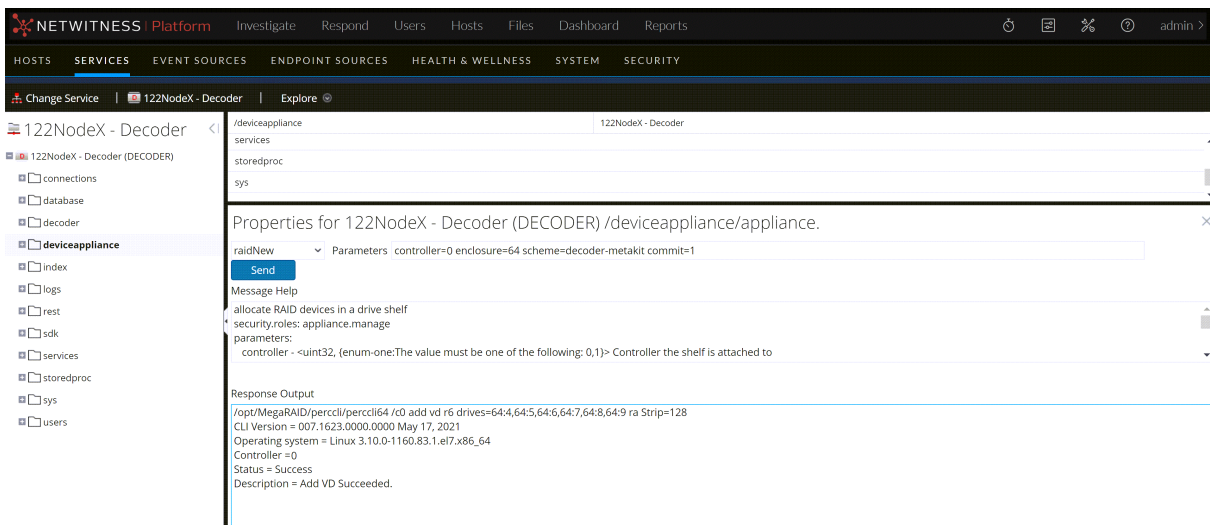 NETWITNESS | Platform Investigate Respond Users Hosts Files Dashboard Reports admin >
HOSTS SERVICES EVENT SOURCES ENDPOINT SOURCES HEALTH & WELLNESS SYSTEM SECURITY
Change Service | 122NodeX - Decoder | Explore
122NodeX - Decoder
122NodeX - Decoder (DECODER)
connections
database
decoder
deviceappliance
index
logs
rest
sdk
services
storedproc
sys
users
/deviceappliance 122NodeX - Decoder
services
storedproc
sys
Properties for 122NodeX - Decoder (DECODER) /deviceappliance/appliance.
raidNew Parameters controller=0 enclosure=64 scheme=decoder-metakit commit=1
Send
Message Help
allocate RAID devices in a drive shelf
security.roles: appliance.manage
parameters:
controller - <uint32, {enum-one:The value must be one of the following: 0,1}> Controller the shelf is attached to
Response Output
/opt/MegaRAID/perccli/perccli64 /c0 add vd r6 drives=64:4,64:5,64:6,64:7,64:8,64:9 ra Strip=128
CLI Version = 007.1623.0000.0000 May 17, 2021
Operating system = Linux 3.10.0-1160.83.1.el7.x86_64
Controller =0
Status = Success
Description = Add VD Succeeded.